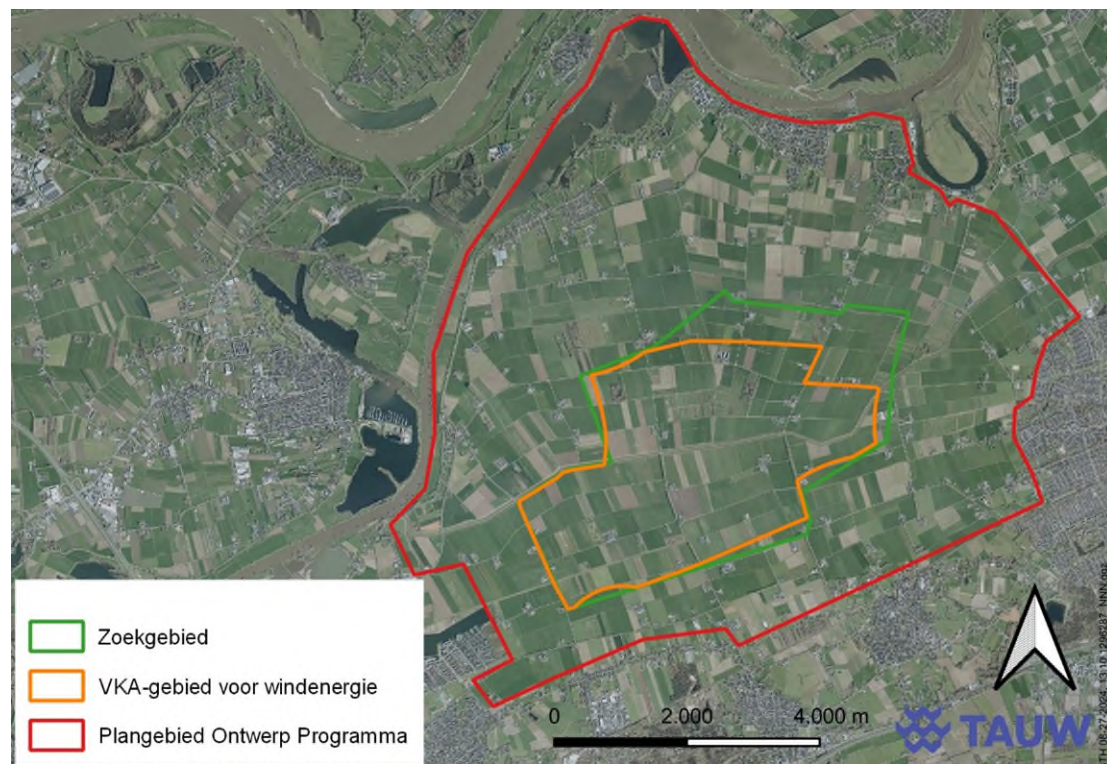 Zoekgebied
VKA-gebied voor windenergie
Plangebied Ontwerp Programma
0 2.000 4.000 m
TAUW